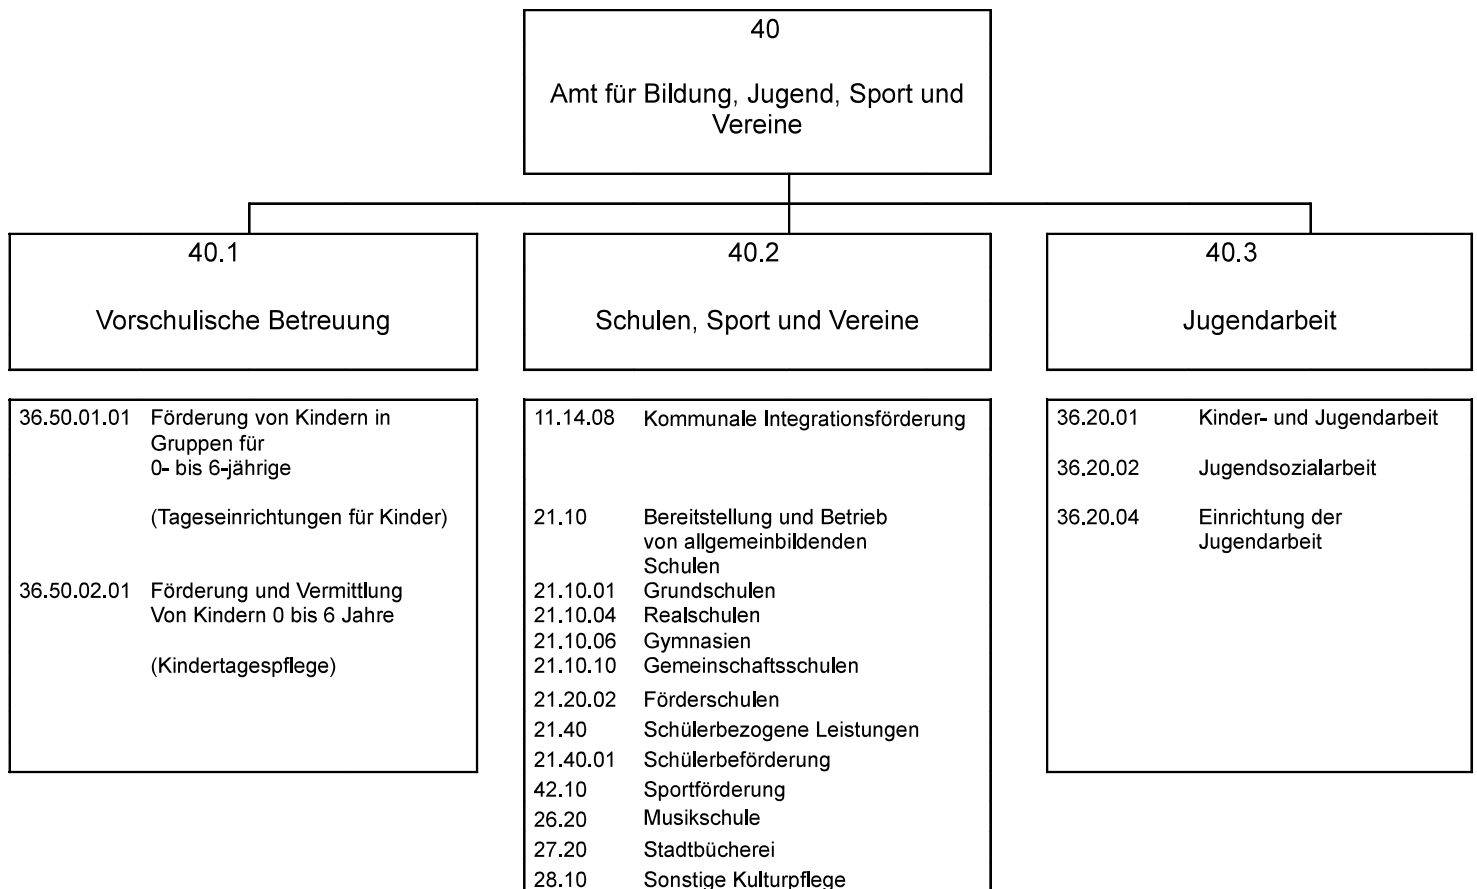 40
Amt für Bildung, Jugend, Sport und
Vereine
40.1
Vorschulische Betreuung
40.2
Schulen, Sport und Vereine
40.3
Jugendarbeit
36.50.01.01 Förderung von Kindern in
Gruppen für
0- bis 6-jährige
(Tageseinrichtungen für Kinder)
36.50.02.01 Förderung und Vermittlung
Von Kindern 0 bis 6 Jahre
(Kindertagespflege)
11.14.08 Kommunale Integrationsförderung
21.10 Bereitstellung und Betrieb
von allgemeinbildenden
Schulen
21.10.01 Grundschulen
21.10.04 Realschulen
21.10.06 Gymnasien
21.10.10 Gemeinschaftsschulen
21.20.02 Förderschulen
21.40 Schülerbezogene Leistungen
21.40.01 Schülerbeförderung
42.10 Sportförderung
26.20 Musikschule
27.20 Stadtbücherei
28.10 Sonstige Kulturpflege
36.20.01 Kinder- und Jugendarbeit
36.20.02 Jugendsozialarbeit
36.20.04 Einrichtung der
Jugendarbeit